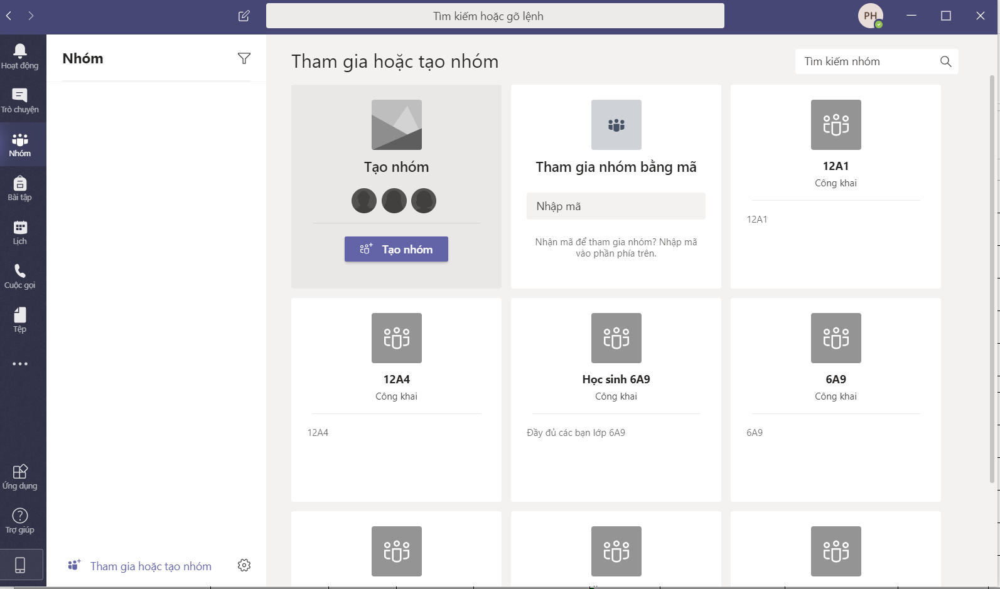 Tìm kiếm hoặc gõ lệnh
PH
Hoạt động
Trò chuyện
Nhóm
Bài tập
Lịch
Cuộc gọi
Tệp
Ứng dụng
Trợ giúp
Nhóm
Tham gia hoặc tạo nhóm
Tham gia hoặc tạo nhóm
Tìm kiếm nhóm
Tạo nhóm
Tạo nhóm
Tham gia nhóm bằng mã
Nhập mã
Nhận mã để tham gia nhóm? Nhập mã
vào phần phía trên.
12A1
Công khai
12A1
12A4
Công khai
12A4
Học sinh 6A9
Công khai
Đầy đủ các bạn lớp 6A9
6A9
Công khai
6A9